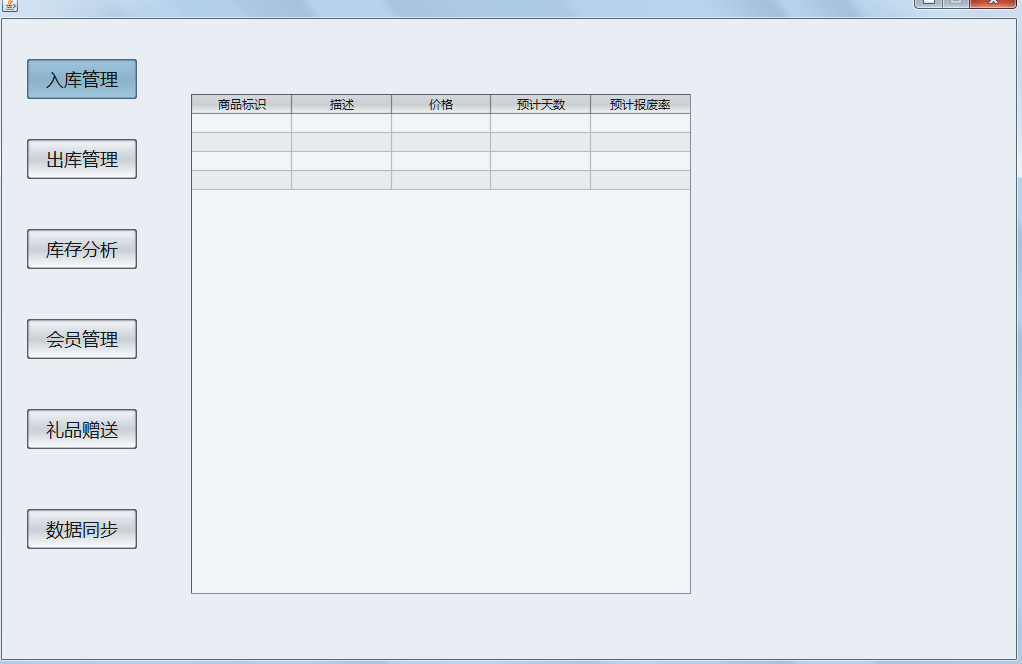 入库管理
出库管理
库存分析
会员管理
礼品赠送
数据同步
商品标识 描述 价格 预计天数 预计报废率